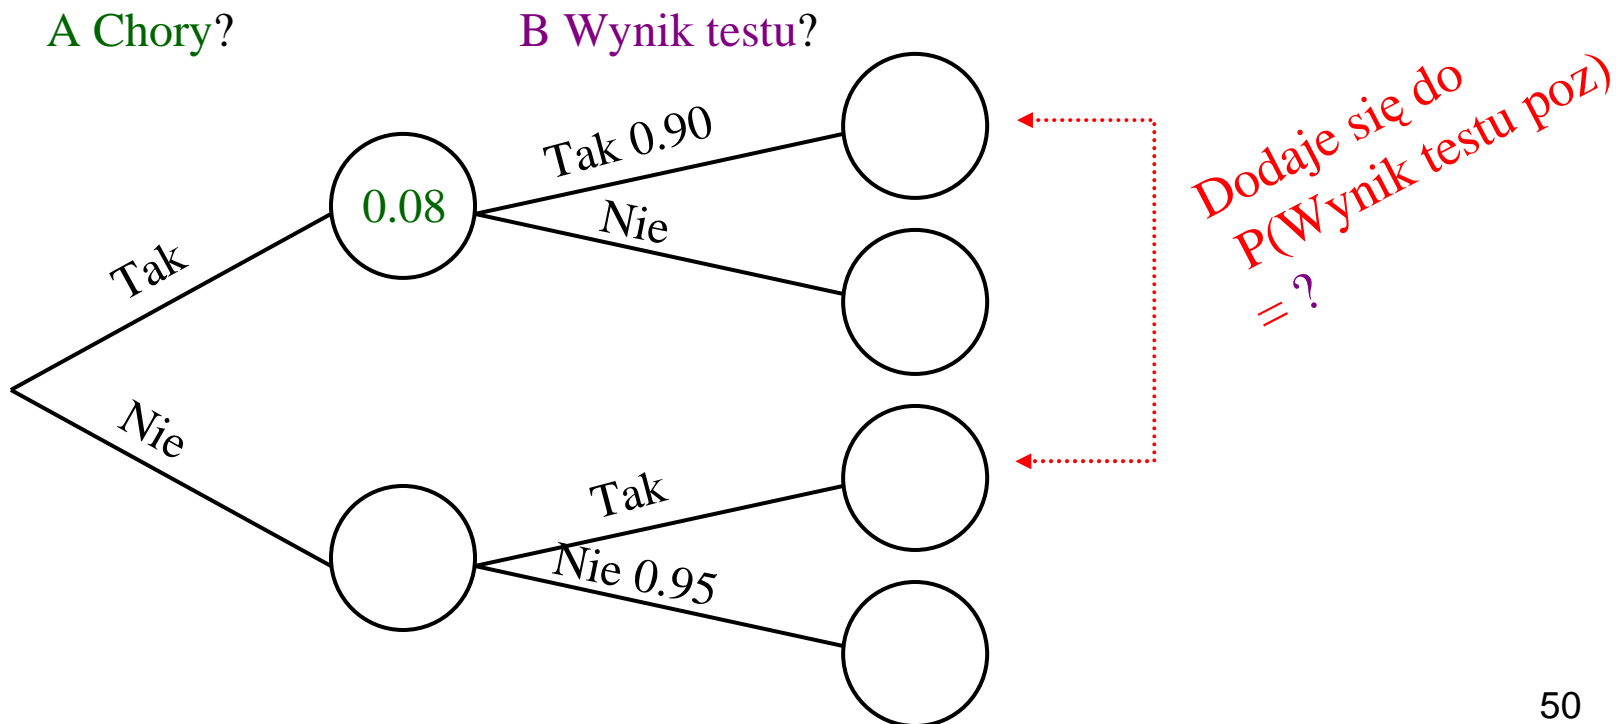 A Chory?
B Wynik testu?
Tak 0.90
0.08
Nie
Tak
Nie
Tak
Nie 0.95
Dodaje się do
P(Wynik testu poz)
= ?
50